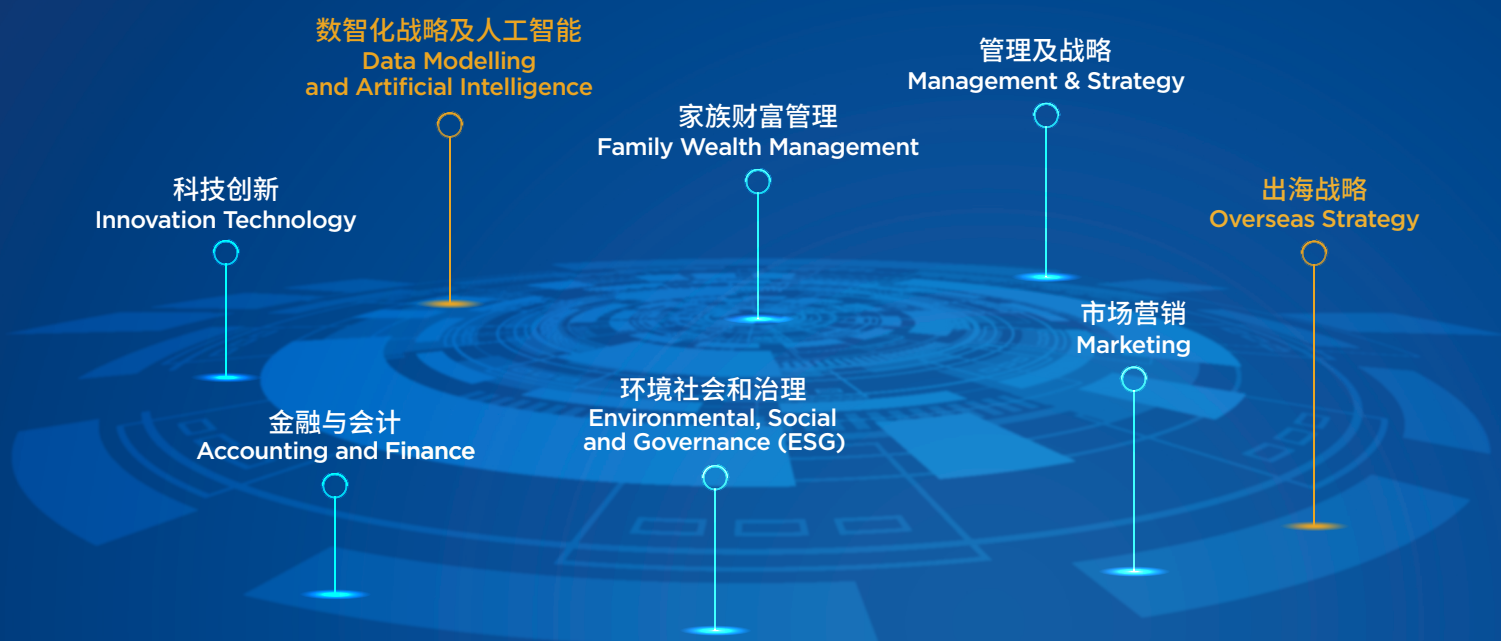 数智化战略及人工智能
Data Modelling
and Artificial Intelligence
管理及战略
Management & Strategy
家族财富管理
Family Wealth Management
科技创新
Innovation Technology
出海战略
Overseas Strategy
市场营销
Marketing
环境社会和治理
Environmental, Social
and Governance (ESG)
金融与会计
Accounting and Finance